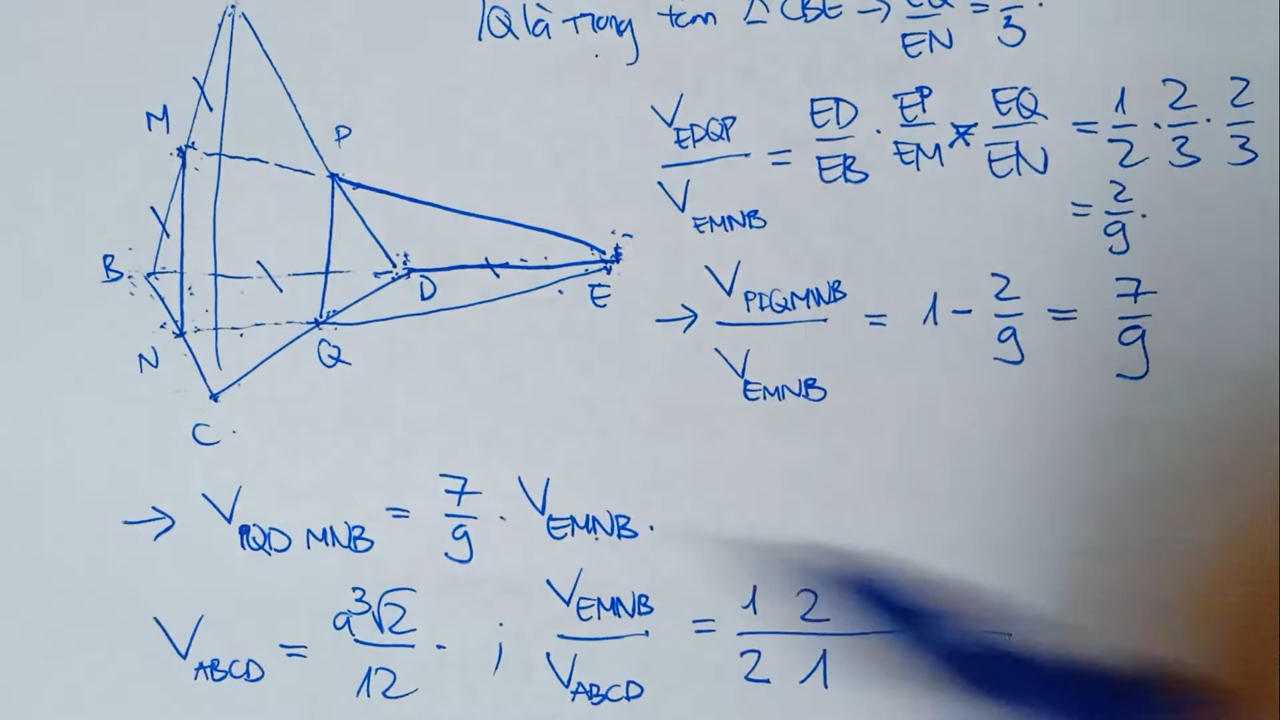 Q là trọng tâm △CBE → EQ/EN = 2/3.
V_EDQP / V_EMNB = ED/EB . EP/EM * EQ/EN = 1/2 . 2/3 . 2/3
= 2/9.
→ V_PDQMNB / V_EMNB = 1 - 2/9 = 7/9
M
P
B
D
E
N
Q
C.
→ V_PQD MNB = 7/9 . V_EMNB.
V_ABCD = a³√2 / 12 . ; V_EMNB / V_ABCD = 1 2 / 2 1